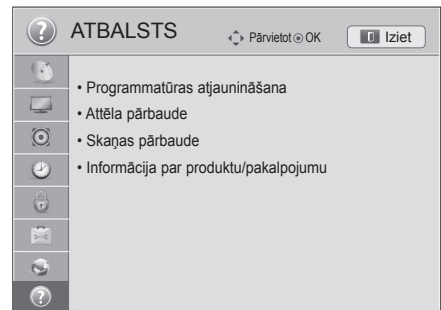 ATBALSTS
Pārvietot OK
Iziet
• Programmatūras atjaunināšana
• Attēla pārbaude
• Skaņas pārbaude
• Informācija par produktu/pakalpojumu